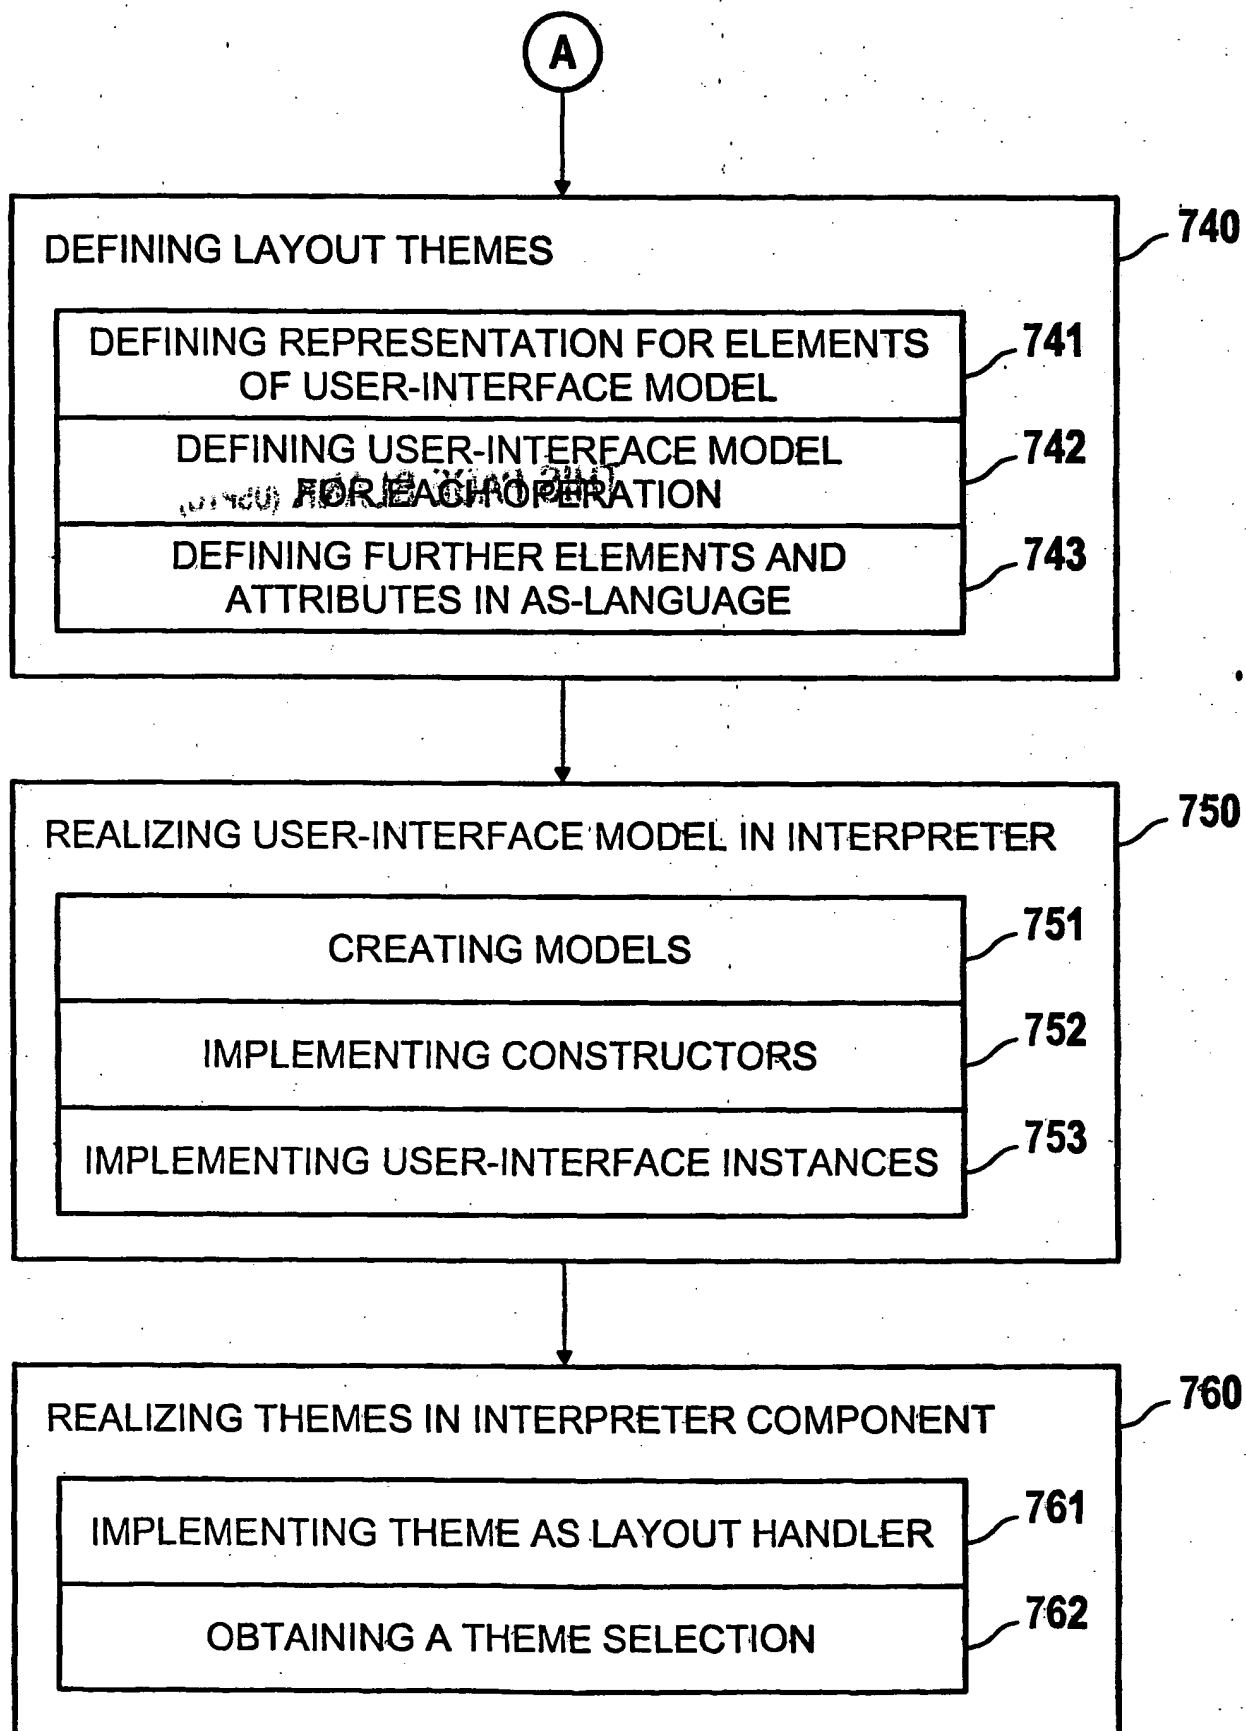 A
740
DEFINING LAYOUT THEMES
741
DEFINING REPRESENTATION FOR ELEMENTS
OF USER-INTERFACE MODEL
742
DEFINING USER-INTERFACE MODEL
FOR EACH OPERATION
743
DEFINING FURTHER ELEMENTS AND
ATTRIBUTES IN AS-LANGUAGE
750
REALIZING USER-INTERFACE MODEL IN INTERPRETER
751
CREATING MODELS
752
IMPLEMENTING CONSTRUCTORS
753
IMPLEMENTING USER-INTERFACE INSTANCES
760
REALIZING THEMES IN INTERPRETER COMPONENT
761
IMPLEMENTING THEME AS LAYOUT HANDLER
762
OBTAINING A THEME SELECTION